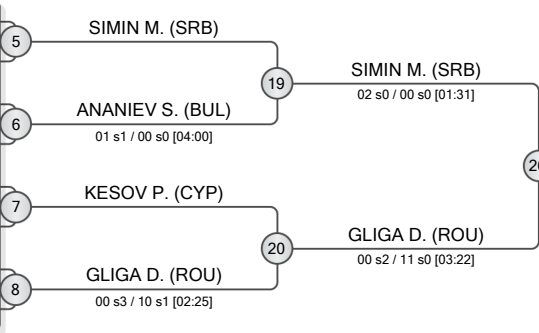 5
SIMIN M. (SRB)
19
6
ANANIEV S. (BUL)
01 s1 / 00 s0 [04:00]
SIMIN M. (SRB)
02 s0 / 00 s0 [01:31]
7
KESOV P. (CYP)
20
8
GLIGA D. (ROU)
00 s3 / 10 s1 [02:25]
GLIGA D. (ROU)
00 s2 / 11 s0 [03:22]